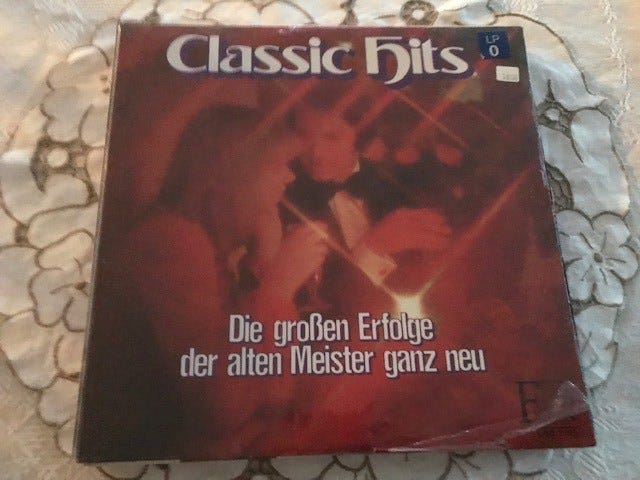 Classic Hits
LP
0
Die großen Erfolge
der alten Meister ganz neu
E